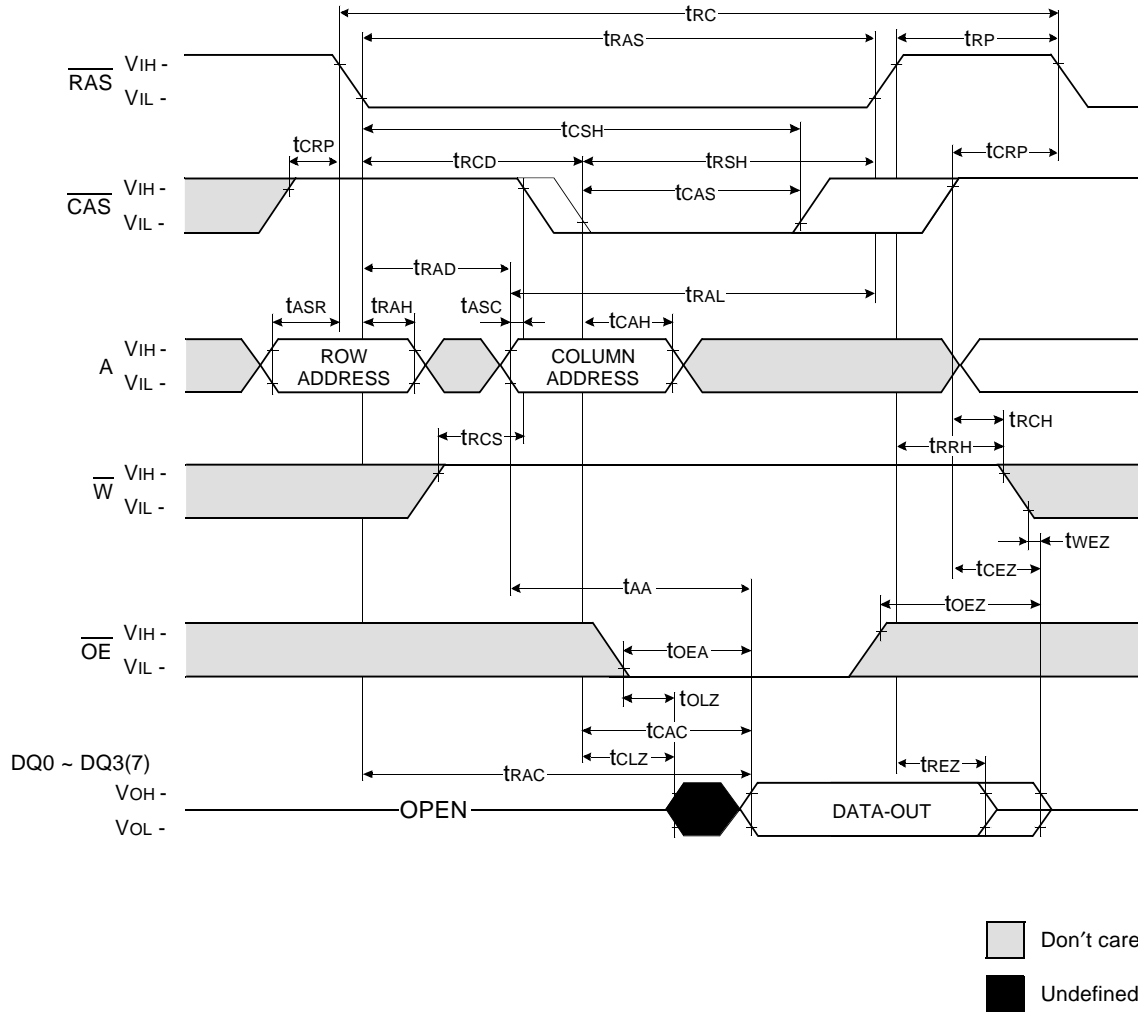 tRC
tRAS
tRP
RAS
VIH -
VIL -
tCSH
tCRP
tRCD
tRSH
tCRP
CAS
VIH -
VIL -
tCAS
tRAD
tRAL
tASR
tRAH
tASC
tCAH
A
VIH -
VIL -
ROW
ADDRESS
COLUMN
ADDRESS
tRCH
tRCS
tRRH
W
VIH -
VIL -
tWEZ
tCEZ
tAA
tOEZ
OE
VIH -
VIL -
tOEA
tOLZ
tCAC
DQ0 ~ DQ3(7)
tCLZ
tREZ
tRAC
VOH -
VOL -
OPEN
DATA-OUT
Don′t care
Undefined